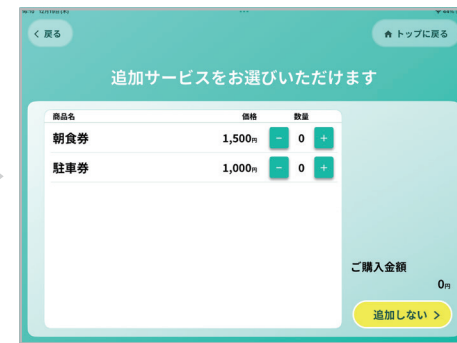 戻る
トップに戻る
追加サービスをお選びいただけます
商品名 価格 数量
朝食券 1,500円 － 0 ＋
駐車券 1,000円 － 0 ＋
ご購入金額
0円
追加しない